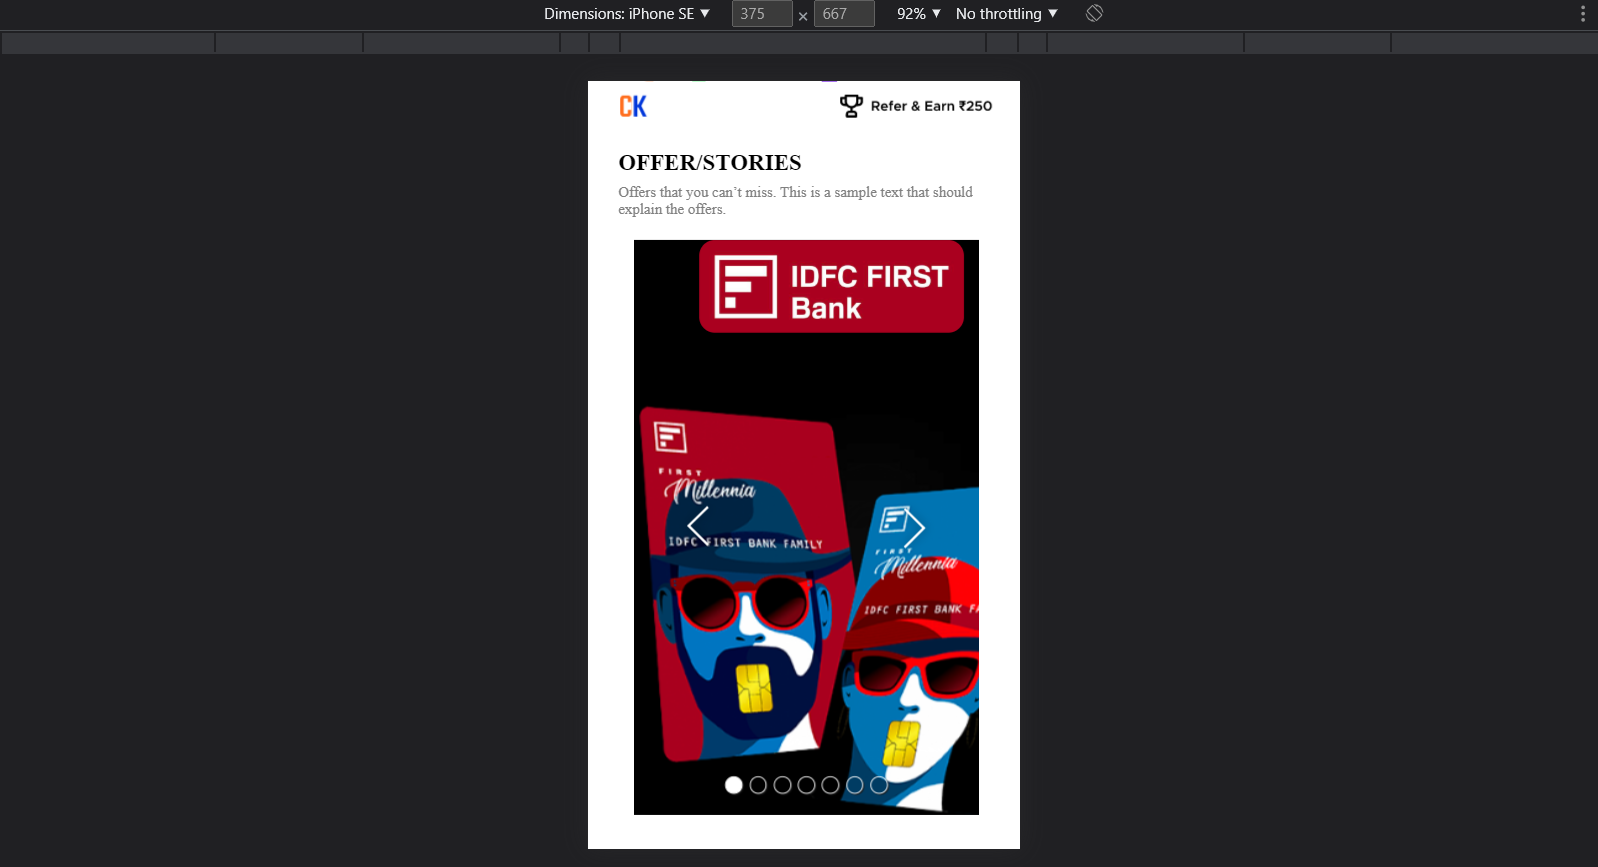 Dimensions: iPhone SE ▼ 375 × 667 92% ▼ No throttling ▼
CK
Refer & Earn ₹250
OFFER/STORIES
Offers that you can’t miss. This is a sample text that should
explain the offers.
IDFC FIRST
Bank
FIRST
Millennia
IDFC FIRST BANK FAMILY
FIRST
Millennia
IDFC FIRST BANK FA